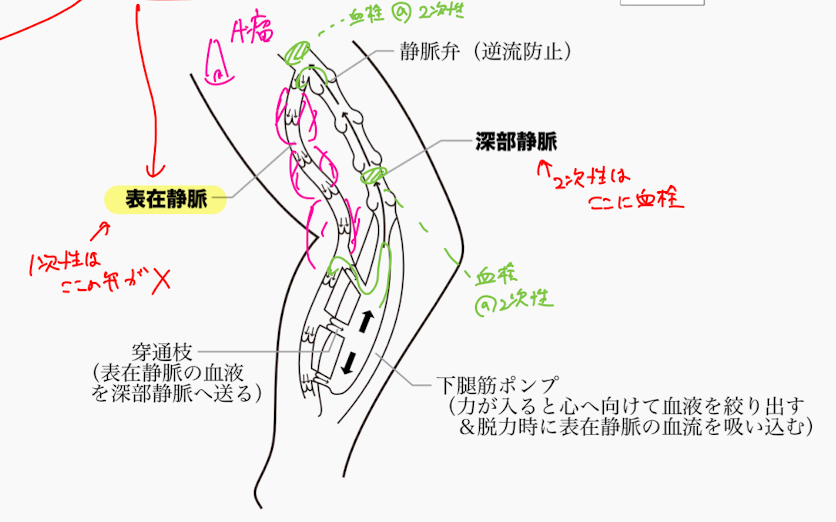 血栓@2次性
静脈弁（逆流防止）
深部静脈
2次性は
ここに血栓
表在静脈
1次性は
ここの弁が×
血栓
@2次性
穿通枝
（表在静脈の血液
を深部静脈へ送る）
下腿筋ポンプ
（力が入ると心へ向けて血液を絞り出す
＆脱力時に表在静脈の血流を吸い込む）